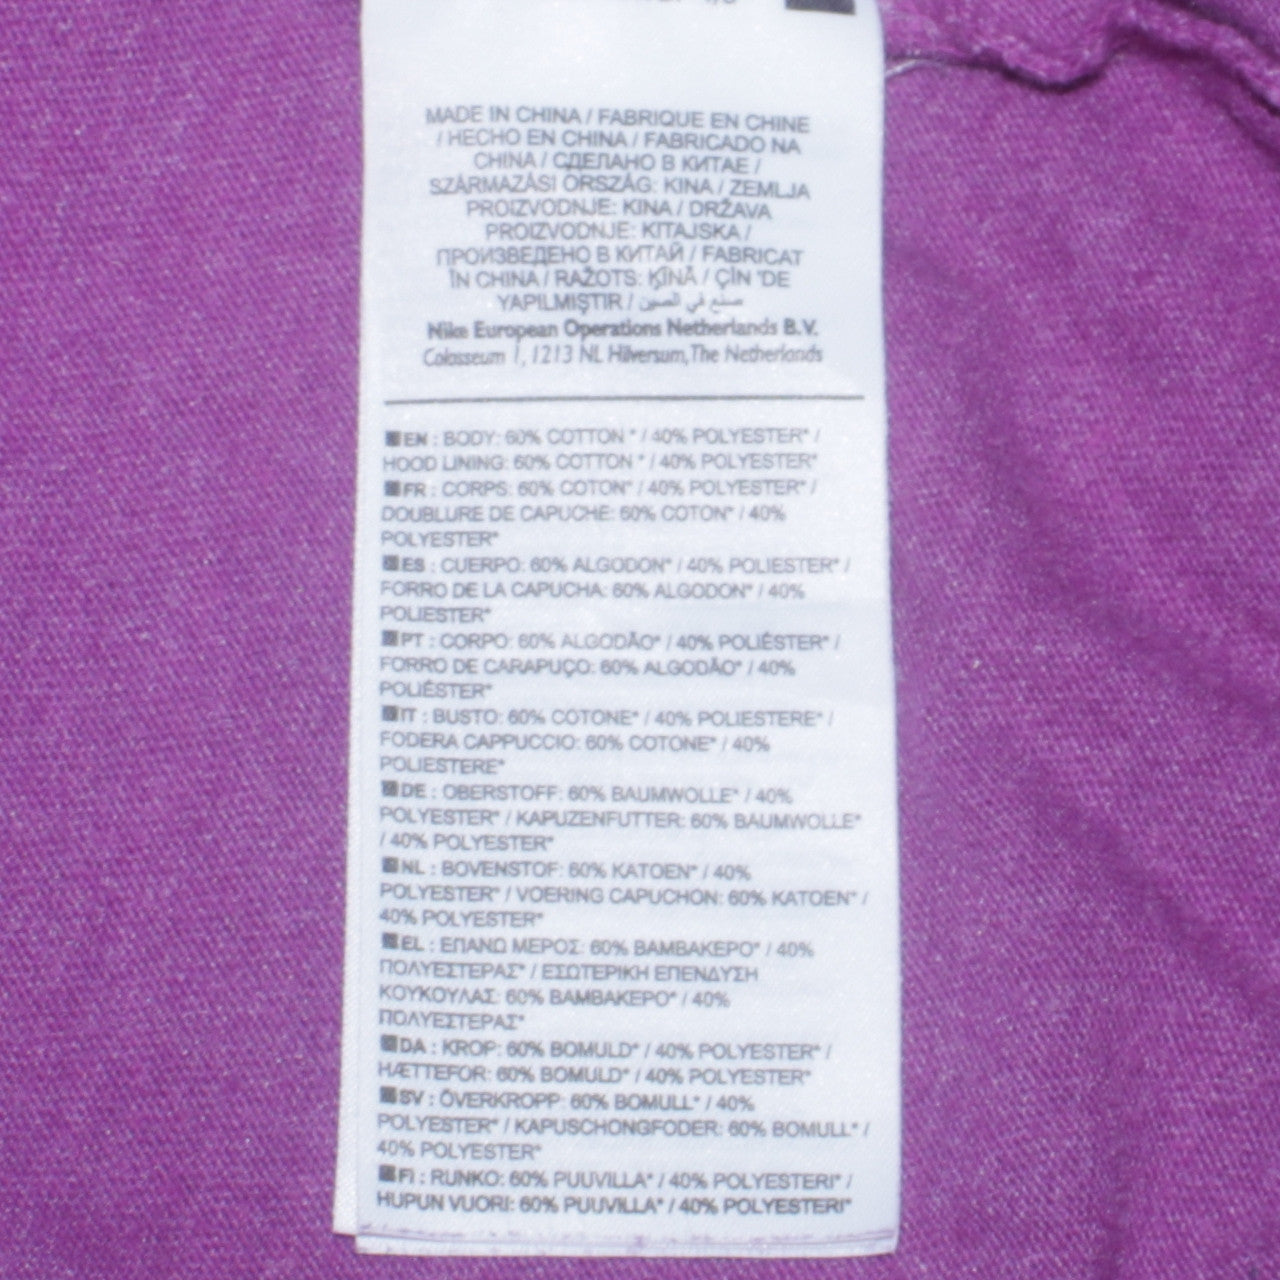 MADE IN CHINA / FABRIQUE EN CHINE
/ HECHO EN CHINA / FABRICADO NA
CHINA / СДЕЛАНО В КИТАЕ /
SZÁRMAZÁSI ORSZÁG: KINA / ZEMLJA
PROIZVODNJE: KINA / DRŽAVA
PROIZVODNJE: KITAJSKA /
ПРОИЗВЕДЕНО В КИТАЙ / FABRICAT
ÎN CHINA / RAŽOTS: ĶĪNĀ / ÇİN 'DE
YAPILMIŞTIR / صنع في الصين
Nike European Operations Netherlands B.V.
Colosseum 1, 1213 NL Hilversum, The Netherlands
EN : BODY: 60% COTTON * / 40% POLYESTER* /
HOOD LINING: 60% COTTON * / 40% POLYESTER*
FR : CORPS: 60% COTON* / 40% POLYESTER* /
DOUBLURE DE CAPUCHE: 60% COTON* / 40%
POLYESTER*
ES : CUERPO: 60% ALGODON* / 40% POLIESTER* /
FORRO DE LA CAPUCHA: 60% ALGODON* / 40%
POLIESTER*
PT : CORPO: 60% ALGODÃO* / 40% POLIÉSTER* /
FORRO DE CARAPUÇO: 60% ALGODÃO* / 40%
POLIÉSTER*
IT : BUSTO: 60% COTONE* / 40% POLIESTERE* /
FODERA CAPPUCCIO: 60% COTONE* / 40%
POLIESTERE*
DE : OBERSTOFF: 60% BAUMWOLLE* / 40%
POLYESTER* / KAPUZENFUTTER: 60% BAUMWOLLE*
/ 40% POLYESTER*
NL : BOVENSTOF: 60% KATOEN* / 40%
POLYESTER* / VOERING CAPUCHON: 60% KATOEN* /
40% POLYESTER*
EL : ΕΠΑΝΩ ΜΕΡΟΣ: 60% ΒΑΜΒΑΚΕΡΟ* / 40%
ΠΟΛΥΕΣΤΕΡΑΣ* / ΕΣΩΤΕΡΙΚΗ ΕΠΕΝΔΥΣΗ
ΚΟΥΚΟΥΛΑΣ: 60% ΒΑΜΒΑΚΕΡΟ* / 40%
ΠΟΛΥΕΣΤΕΡΑΣ*
DA : KROP: 60% BOMULD* / 40% POLYESTER* /
HÆTTEFOR: 60% BOMULD* / 40% POLYESTER*
SV : ÖVERKROPP: 60% BOMULL* / 40%
POLYESTER* / KAPUSCHONGFODER: 60% BOMULL* /
40% POLYESTER*
FI : RUNKO: 60% PUUVILLA* / 40% POLYESTERI* /
HUPUN VUORI: 60% PUUVILLA* / 40% POLYESTERI*